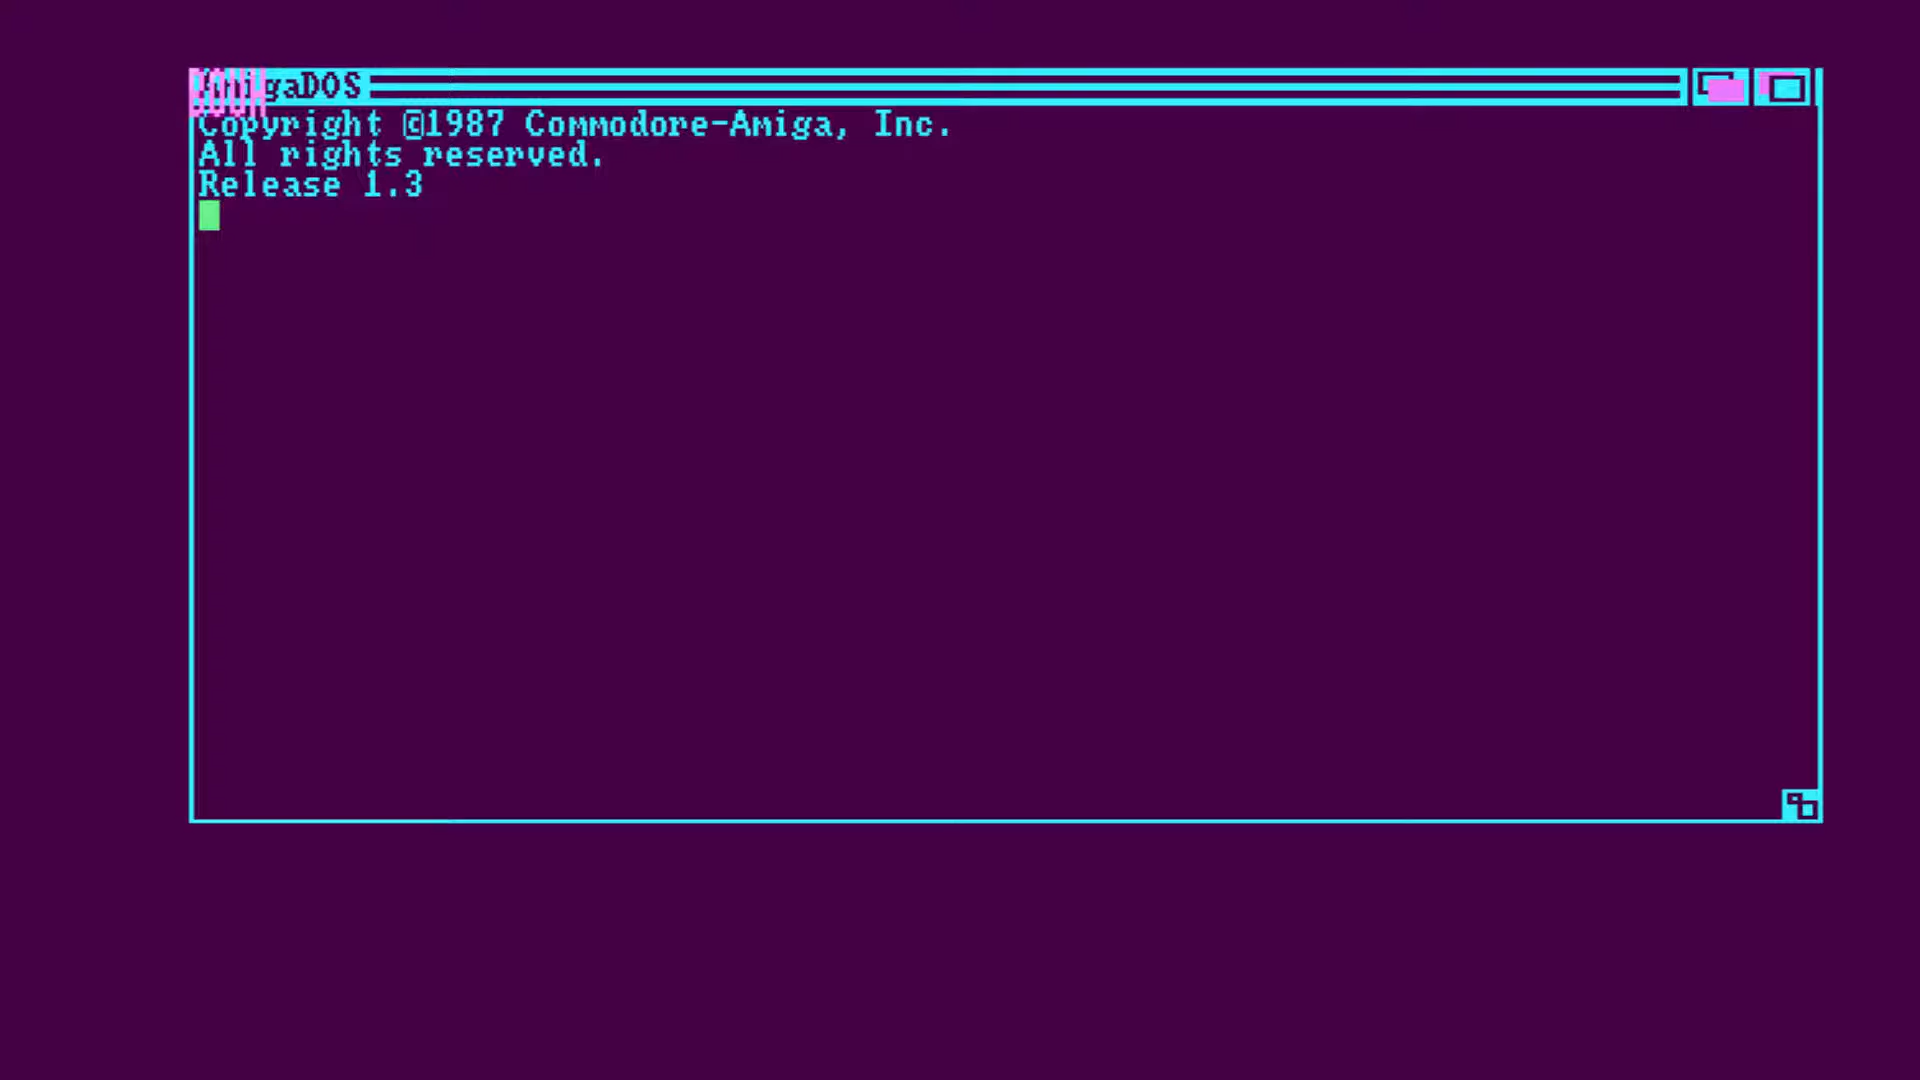 AmigaDOS
Copyright ©1987 Commodore-Amiga, Inc.
All rights reserved.
Release 1.3